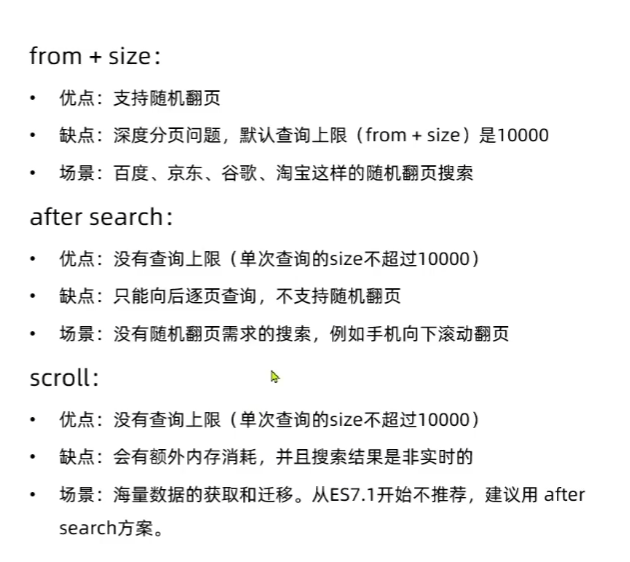 from + size：
• 优点：支持随机翻页
• 缺点：深度分页问题，默认查询上限（from + size）是10000
• 场景：百度、京东、谷歌、淘宝这样的随机翻页搜索
after search：
• 优点：没有查询上限（单次查询的size不超过10000）
• 缺点：只能向后逐页查询，不支持随机翻页
• 场景：没有随机翻页需求的搜索，例如手机向下滚动翻页
scroll：
• 优点：没有查询上限（单次查询的size不超过10000）
• 缺点：会有额外内存消耗，并且搜索结果是非实时的
• 场景：海量数据的获取和迁移。从ES7.1开始不推荐，建议用 after
search方案。